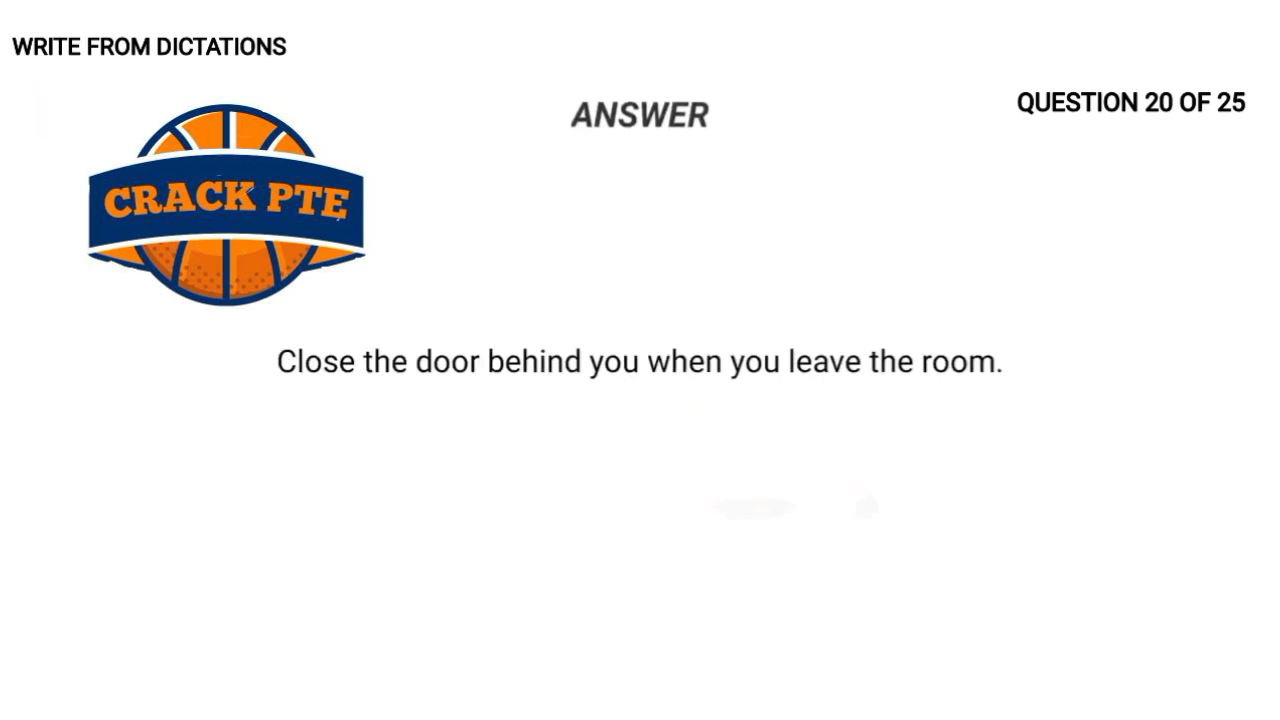 WRITE FROM DICTATIONS
ANSWER
QUESTION 20 OF 25
CRACK PTE
Close the door behind you when you leave the room.